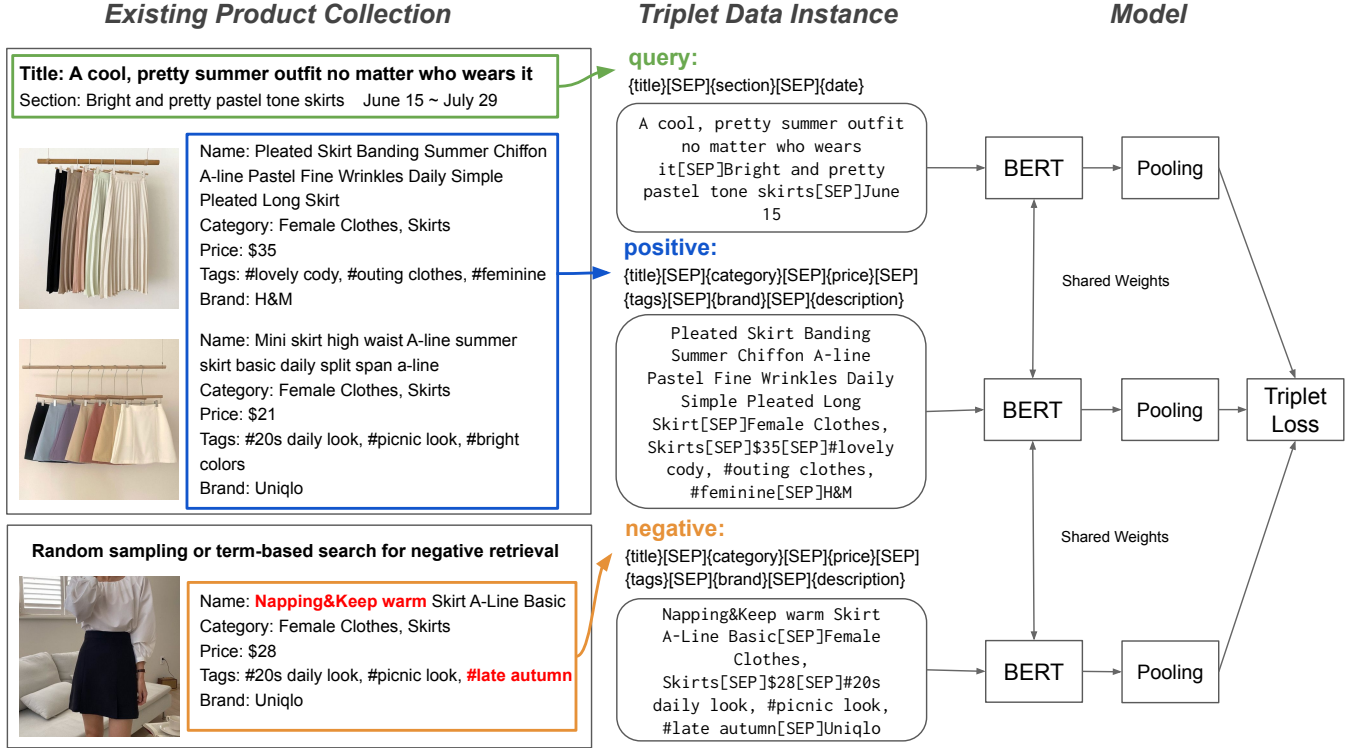 Existing Product Collection
Triplet Data Instance
Model
Title: A cool, pretty summer outfit no matter who wears it
Section: Bright and pretty pastel tone skirts June 15 ~ July 29
Name: Pleated Skirt Banding Summer Chiffon
A-line Pastel Fine Wrinkles Daily Simple
Pleated Long Skirt
Category: Female Clothes, Skirts
Price: $35
Tags: #lovely cody, #outing clothes, #feminine
Brand: H&M
Name: Mini skirt high waist A-line summer
skirt basic daily split span a-line
Category: Female Clothes, Skirts
Price: $21
Tags: #20s daily look, #picnic look, #bright
colors
Brand: Uniqlo
Random sampling or term-based search for negative retrieval
Name: Napping&Keep warm Skirt A-Line Basic
Category: Female Clothes, Skirts
Price: $28
Tags: #20s daily look, #picnic look, #late autumn
Brand: Uniqlo
query:
{title}[SEP]{section}[SEP]{date}
A cool, pretty summer outfit
no matter who wears
it[SEP]Bright and pretty
pastel tone skirts[SEP]June
15
positive:
{title}[SEP]{category}[SEP]{price}[SEP]
{tags}[SEP]{brand}[SEP]{description}
Pleated Skirt Banding
Summer Chiffon A-line
Pastel Fine Wrinkles Daily
Simple Pleated Long
Skirt[SEP]Female Clothes,
Skirts[SEP]$35[SEP]#lovely
cody, #outing clothes,
#feminine[SEP]H&M
negative:
{title}[SEP]{category}[SEP]{price}[SEP]
{tags}[SEP]{brand}[SEP]{description}
Napping&Keep warm Skirt
A-Line Basic[SEP]Female
Clothes,
Skirts[SEP]$28[SEP]#20s
daily look, #picnic look,
#late autumn[SEP]Uniqlo
BERT
Pooling
Shared Weights
BERT
Pooling
Triplet
Loss
Shared Weights
BERT
Pooling